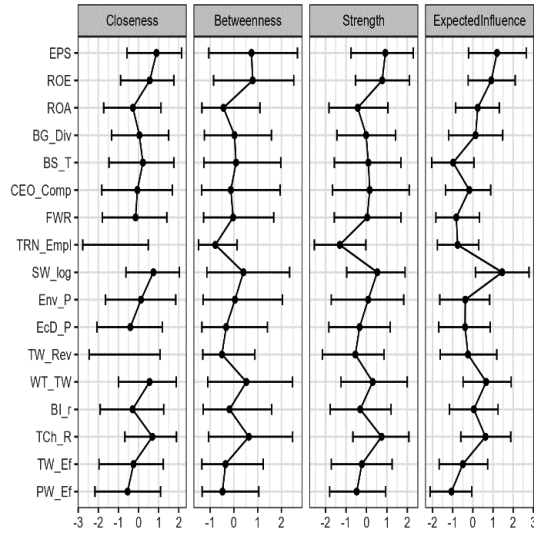 Closeness Betweenness Strength ExpectedInfluence
EPS
ROE
ROA
BG_Div
BS_T
CEO_Comp
FWR
TRN_Empl
SW_log
Env_P
EcD_P
TW_Rev
WT_TW
BI_r
TCh_R
TW_Ef
PW_Ef
-3 -2 -1 0 1 2 -1 0 1 2 -2 -1 0 1 2 -2 -1 0 1 2 3